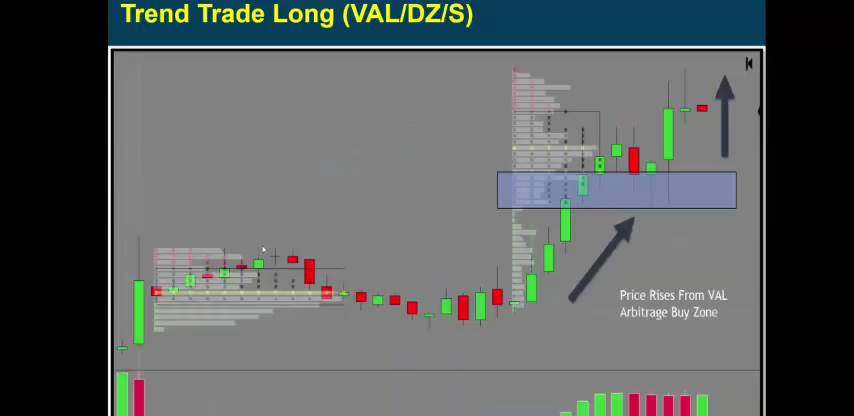 Trend Trade Long (VAL/DZ/S)
Price Rises From VAL
Arbitrage Buy Zone